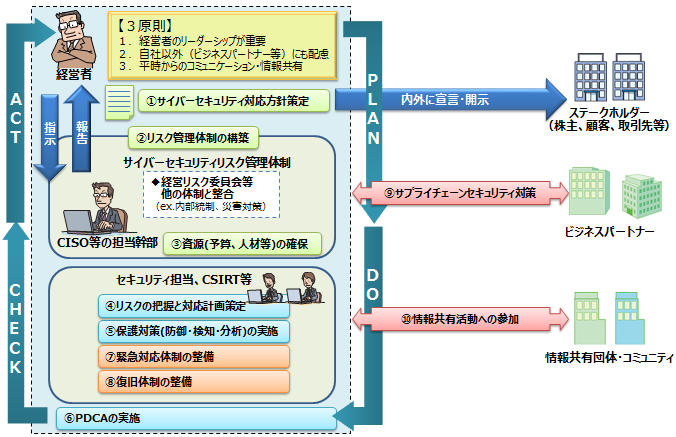 【３原則】
１．経営者のリーダーシップが重要
２．自社以外（ビジネスパートナー等）にも配慮
３．平時からのコミュニケーション・情報共有
経営者
①サイバーセキュリティ対応方針策定
内外に宣言・開示
ステークホルダー
（株主、顧客、取引先等）
PLAN
ACT
指示
報告
②リスク管理体制の構築
サイバーセキュリティリスク管理体制
◆経営リスク委員会等
他の体制と整合
（ex.内部統制、災害対策）
⑨サプライチェーンセキュリティ対策
ビジネスパートナー
CISO等の担当幹部
③資源(予算、人材等)の確保
DO
CHECK
セキュリティ担当、CSIRT等
④リスクの把握と対応計画策定
⑤保護対策(防御・検知・分析)の実施
⑩情報共有活動への参加
⑦緊急対応体制の整備
情報共有団体・コミュニティ
⑧復旧体制の整備
⑥PDCAの実施